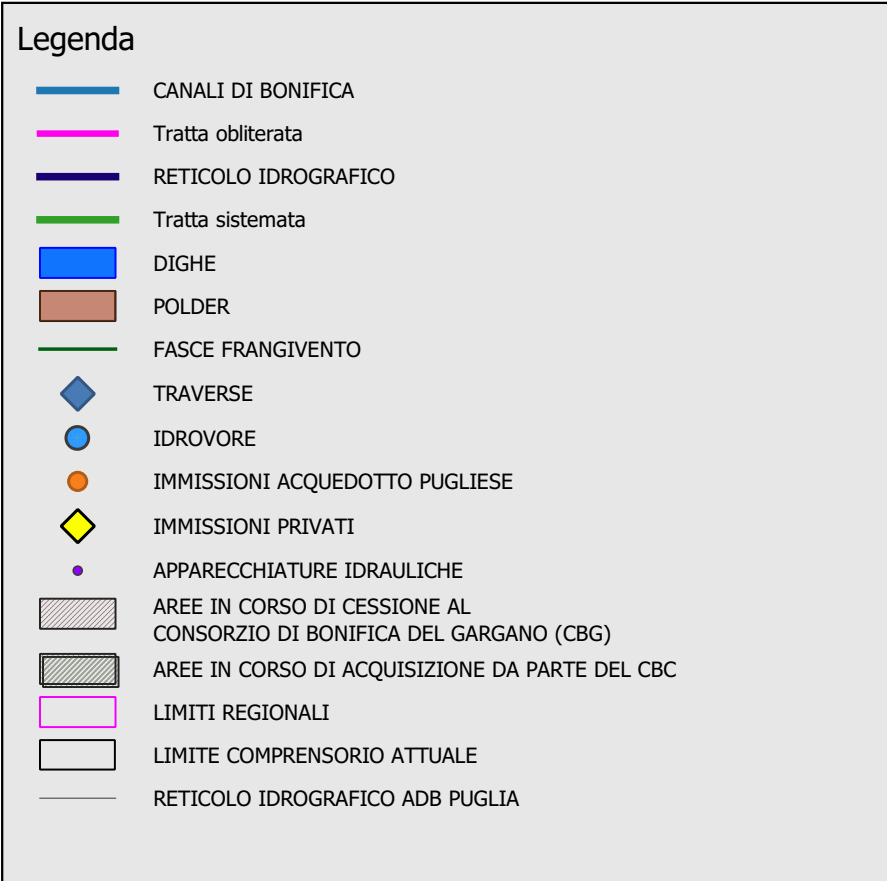 Legenda
CANALI DI BONIFICA
Tratta obliterata
RETICOLO IDROGRAFICO
Tratta sistemata
DIGHE
POLDER
FASCE FRANGIVENTO
TRAVERSE
IDROVORE
IMMISSIONI ACQUEDOTTO PUGLIESE
IMMISSIONI PRIVATI
APPARECCHIATURE IDRAULICHE
AREE IN CORSO DI CESSIONE AL
CONSORZIO DI BONIFICA DEL GARGANO (CBG)
AREE IN CORSO DI ACQUISIZIONE DA PARTE DEL CBC
LIMITI REGIONALI
LIMITE COMPRENSORIO ATTUALE
RETICOLO IDROGRAFICO ADB PUGLIA